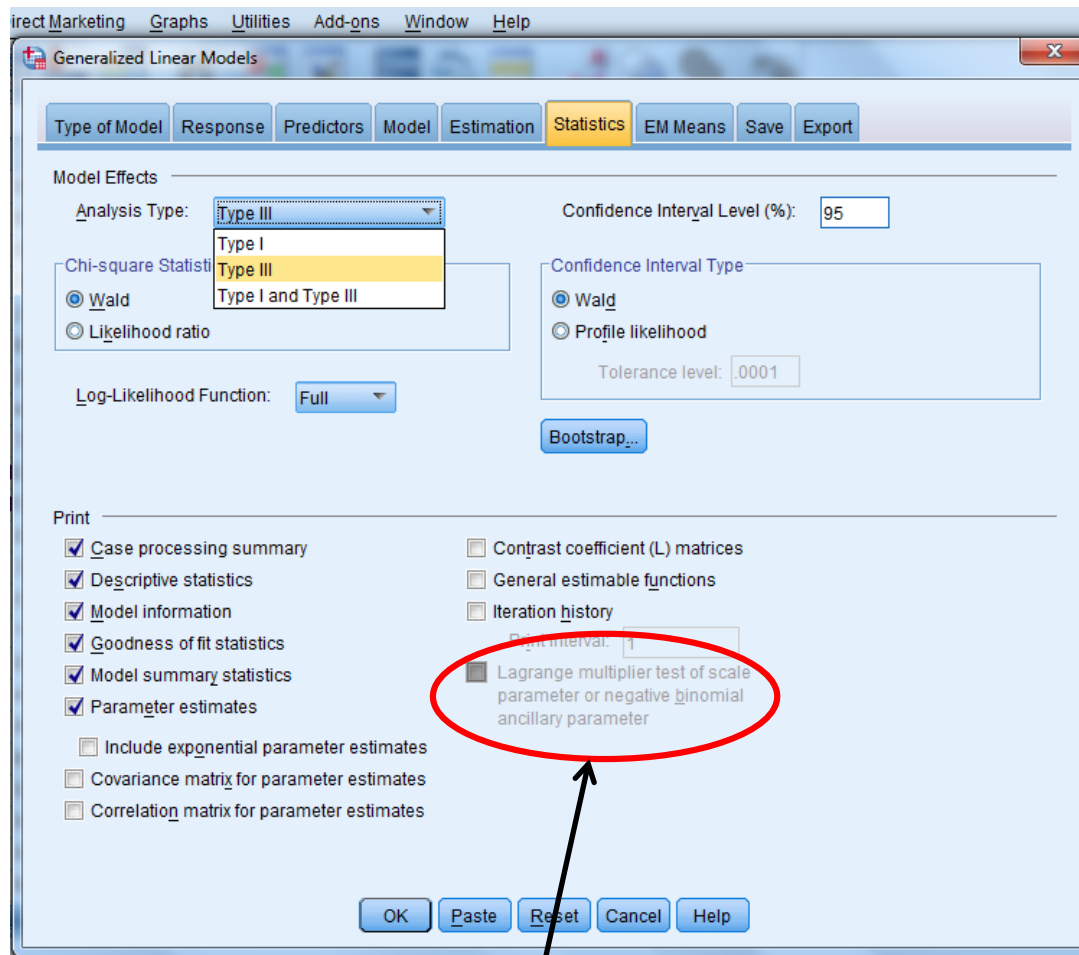 irect Marketing Graphs Utilities Add-ons Window Help
Generalized Linear Models
X
Type of Model Response Predictors Model Estimation Statistics EM Means Save Export
Model Effects
Analysis Type: Type III
Confidence Interval Level (%): 95
Type I
Type III
Type I and Type III
Chi-square Statisti
Wald
Likelihood ratio
Confidence Interval Type
Wald
Profile likelihood
Tolerance level: .0001
Log-Likelihood Function: Full
Bootstrap...
Print
Case processing summary
Descriptive statistics
Model information
Goodness of fit statistics
Model summary statistics
Parameter estimates
Include exponential parameter estimates
Covariance matrix for parameter estimates
Correlation matrix for parameter estimates
Contrast coefficient (L) matrices
General estimable functions
Iteration history
Print Interval: 1
Lagrange multiplier test of scale
parameter or negative binomial
ancillary parameter
OK Paste Reset Cancel Help